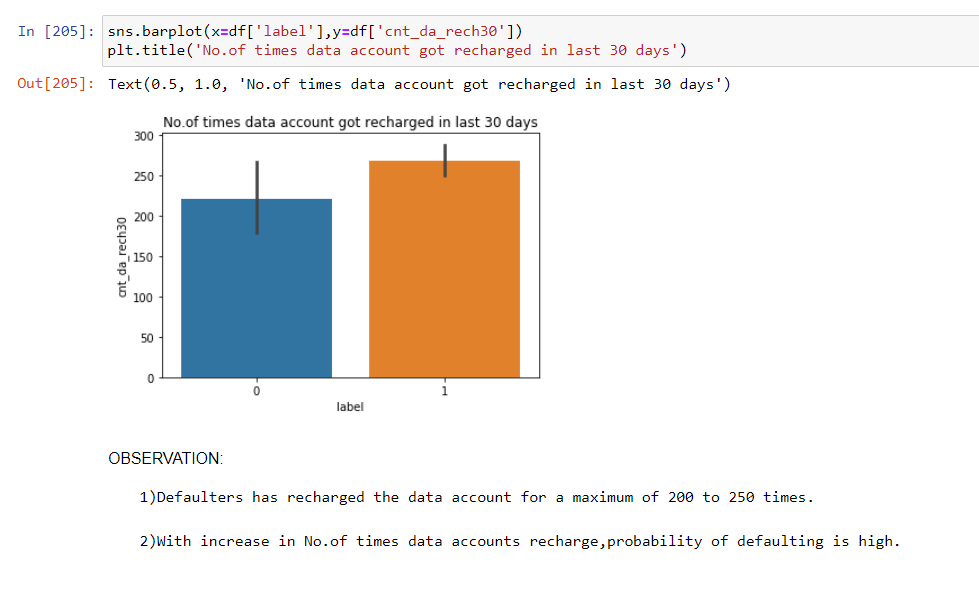 In [205]: sns.barplot(x=df['label'],y=df['cnt_da_rech30'])
plt.title('No.of times data account got recharged in last 30 days')
Out[205]: Text(0.5, 1.0, 'No.of times data account got recharged in last 30 days')
No.of times data account got recharged in last 30 days
300
250
200
150
100
50
0
cnt_da_rech30
0 1
label
OBSERVATION:
1)Defaulters has recharged the data account for a maximum of 200 to 250 times.
2)With increase in No.of times data accounts recharge,probability of defaulting is high.